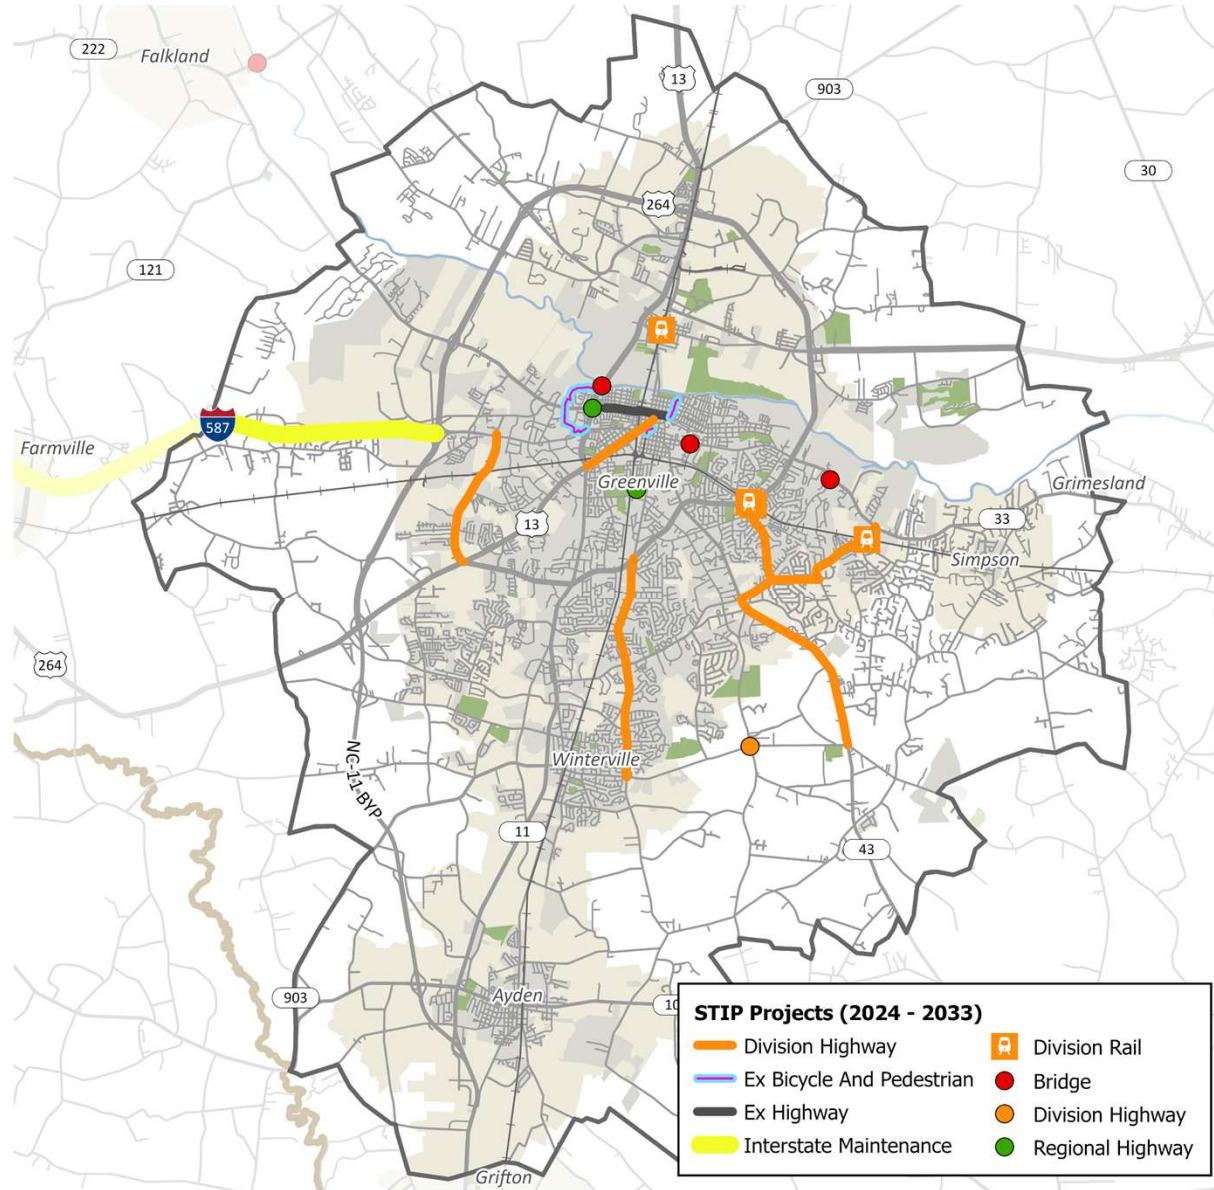 222
Falkland
13
903
30
264
121
587
Farmville
Greenville
Grimesland
13
33
Simpson
264
NC-11 BYP
Winterville
11
43
903
Ayden
10
Grifton
STIP Projects (2024 - 2033)
Division Highway
Ex Bicycle And Pedestrian
Ex Highway
Interstate Maintenance
Division Rail
Bridge
Division Highway
Regional Highway